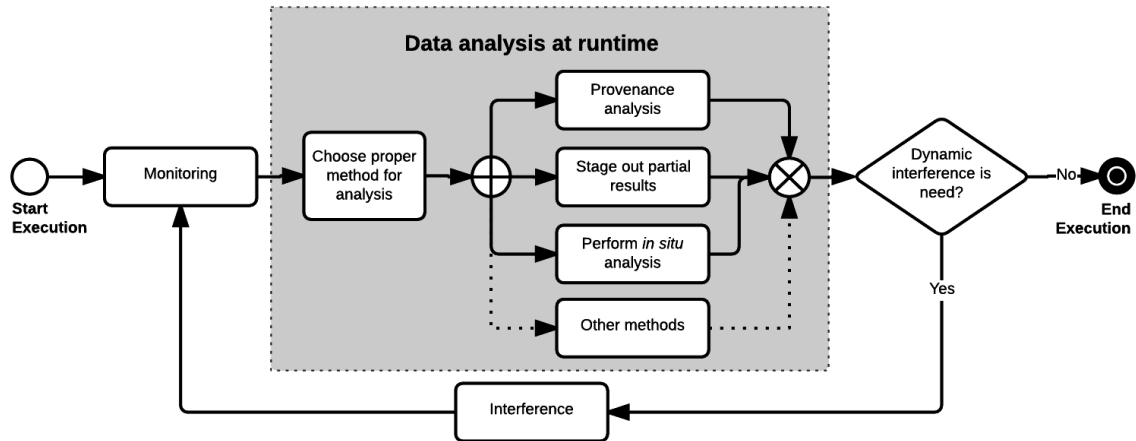 Data analysis at runtime
Start
Execution
Monitoring
Choose proper
method for
analysis
Provenance
analysis
Stage out partial
results
Perform in situ
analysis
Other methods
Dynamic
interference is
need?
No
End
Execution
Yes
Interference